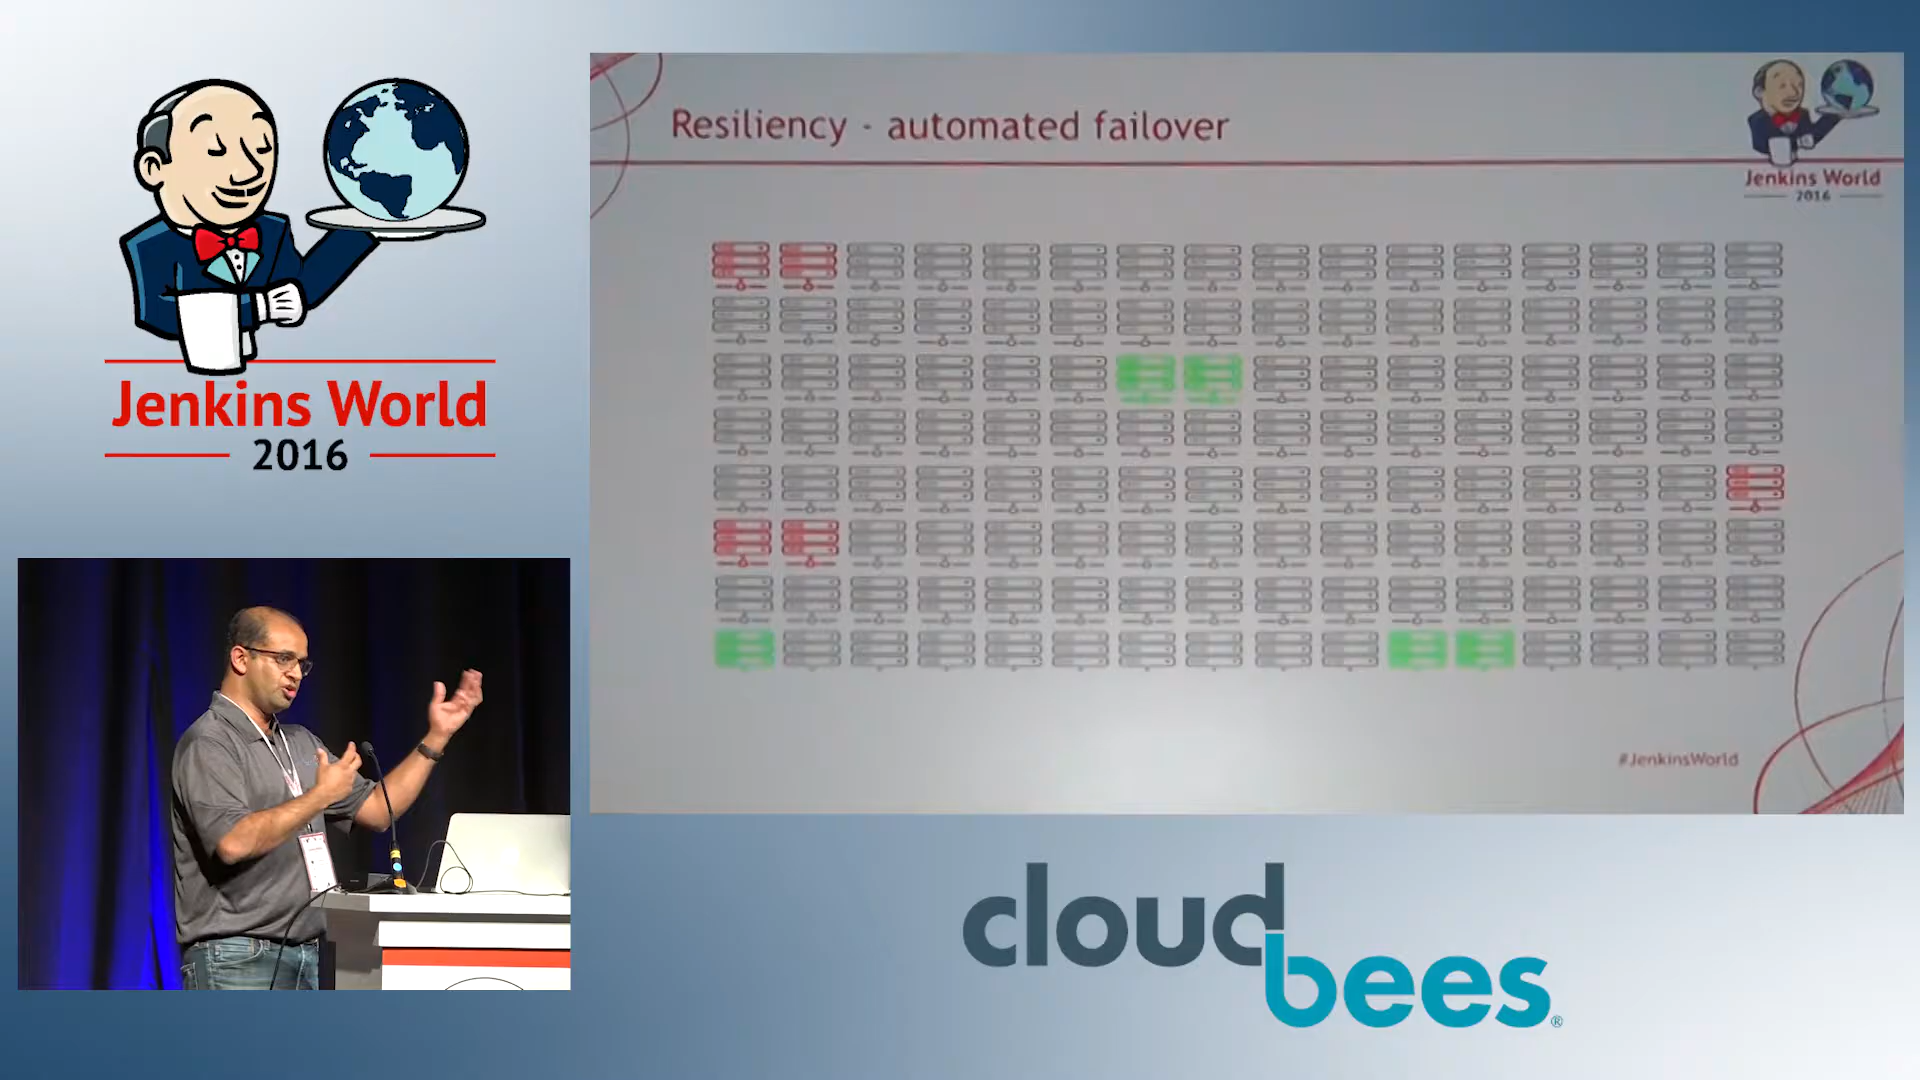 Jenkins World
2016
Resiliency - automated failover
Jenkins World
2016
#JenkinsWorld
cloudbees®